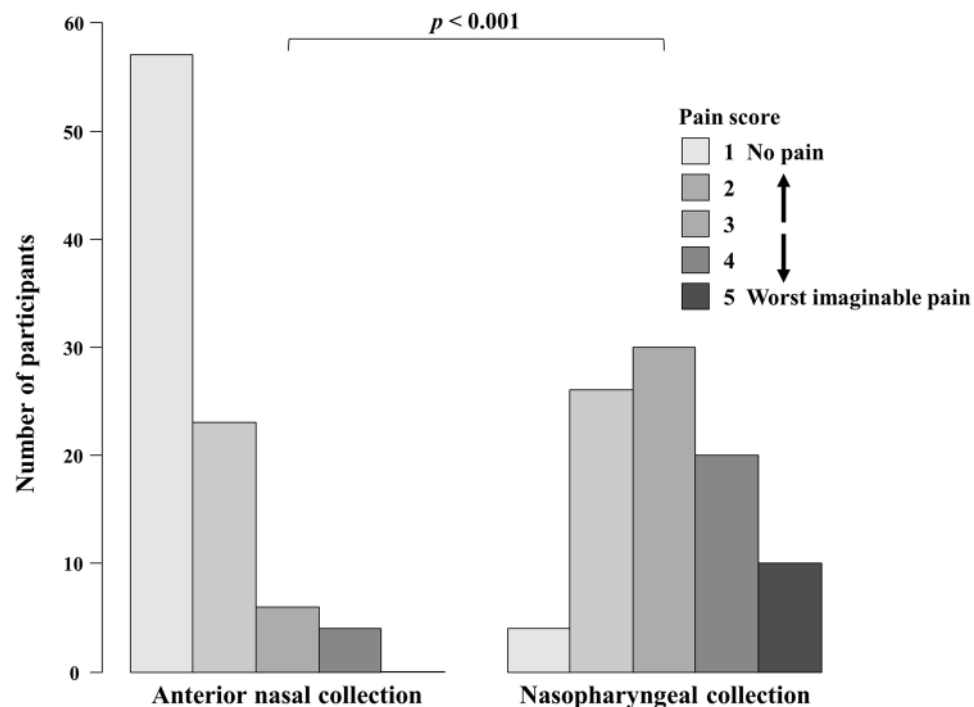 p < 0.001
60
50
40
30
20
10
0
Number of participants
Pain score
1 No pain
2
3
4
5 Worst imaginable pain
Anterior nasal collection
Nasopharyngeal collection